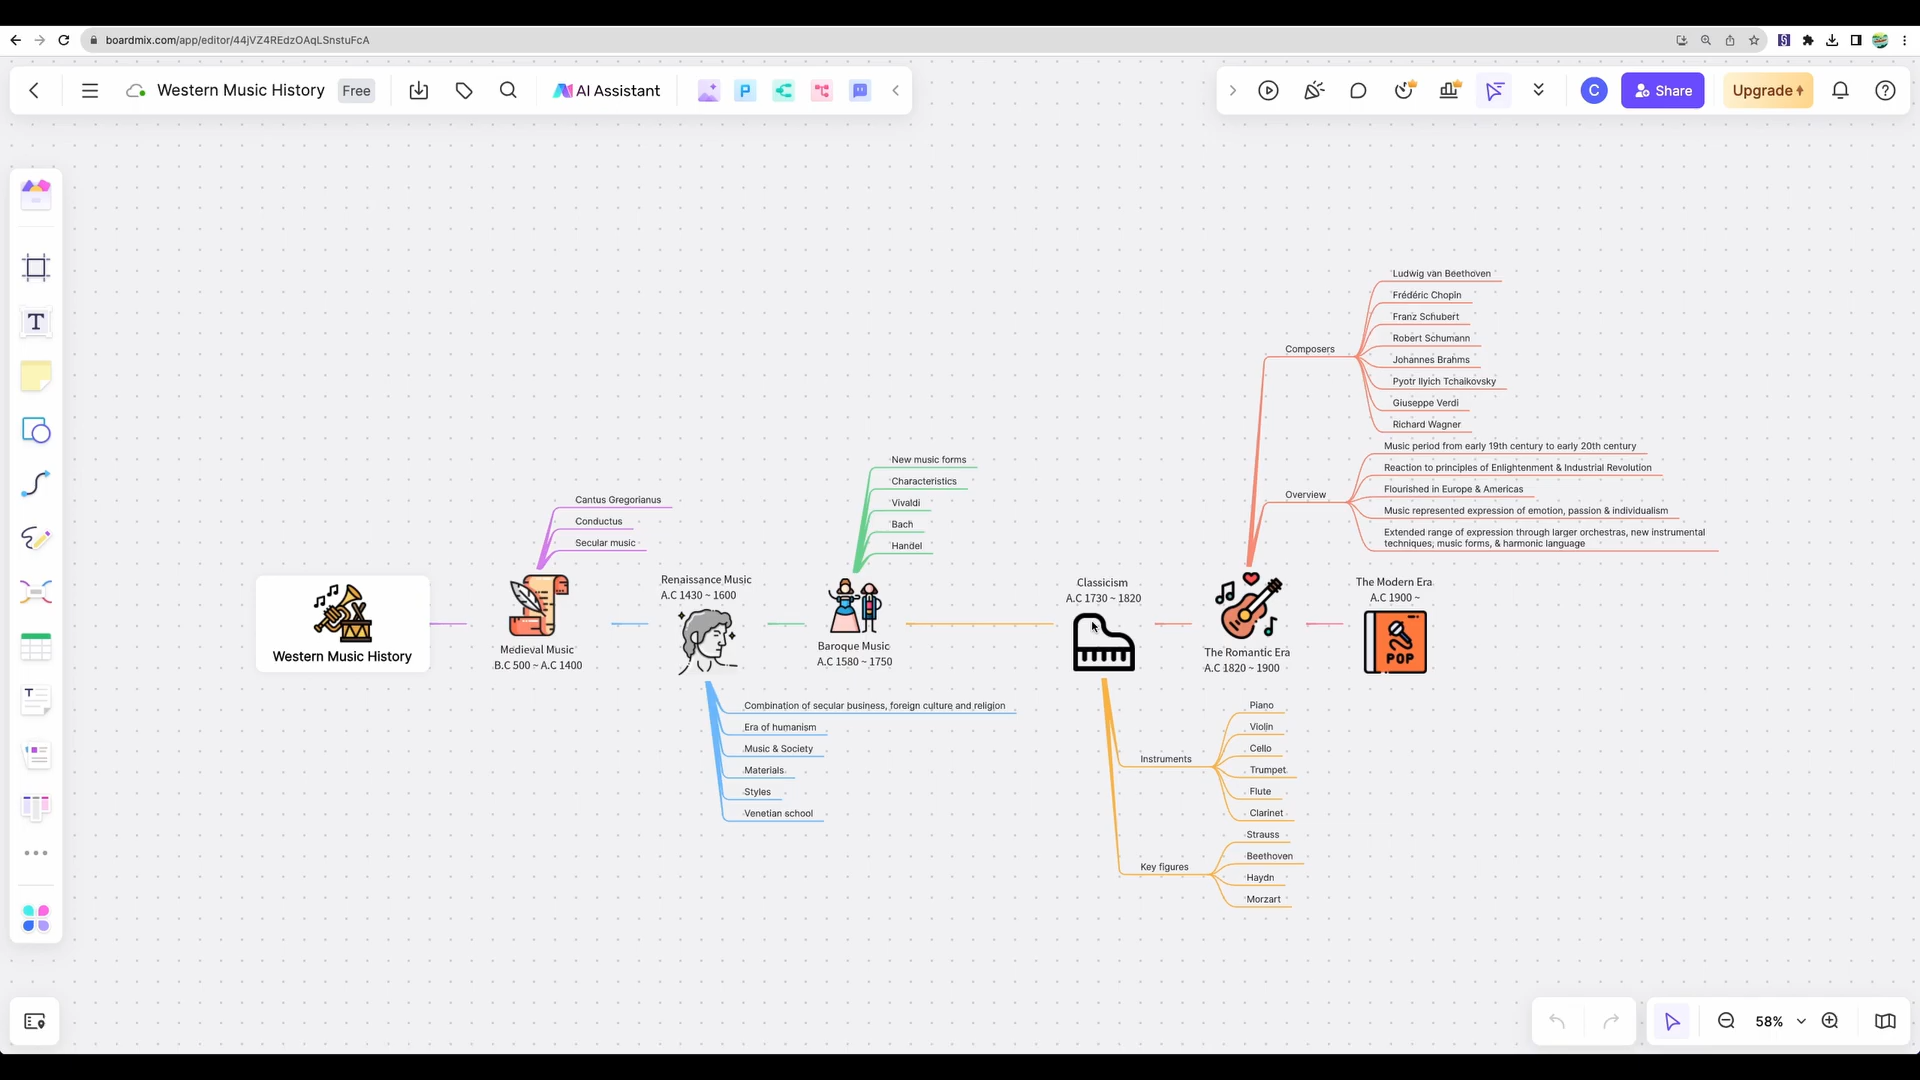 boardmix.com/app/editor/44jVZ4REdzOAqLSnstuFcA
Western Music History
Free
AI Assistant
P
C
Share
Upgrade
T
T
Ludwig van Beethoven
Frédéric Chopin
Franz Schubert
Robert Schumann
Composers
Johannes Brahms
Pyotr Ilyich Tchaikovsky
Giuseppe Verdi
Richard Wagner
Music period from early 19th century to early 20th century
Reaction to principles of Enlightenment & Industrial Revolution
Overview
Flourished in Europe & Americas
Music represented expression of emotion, passion & individualism
Extended range of expression through larger orchestras, new instrumental
techniques, music forms, & harmonic language
New music forms
Characteristics
Vivaldi
Bach
Handel
Cantus Gregorianus
Conductus
Secular music
Western Music History
Medieval Music
B.C 500 ~ A.C 1400
Renaissance Music
A.C 1430 ~ 1600
Baroque Music
A.C 1580 ~ 1750
Classicism
A.C 1730 ~ 1820
The Romantic Era
A.C 1820 ~ 1900
The Modern Era
A.C 1900 ~
POP
Combination of secular business, foreign culture and religion
Era of humanism
Music & Society
Materials
Styles
Venetian school
Piano
Violin
Cello
Instruments
Trumpet
Flute
Clarinet
Strauss
Beethoven
Key figures
Haydn
Morzart
58%